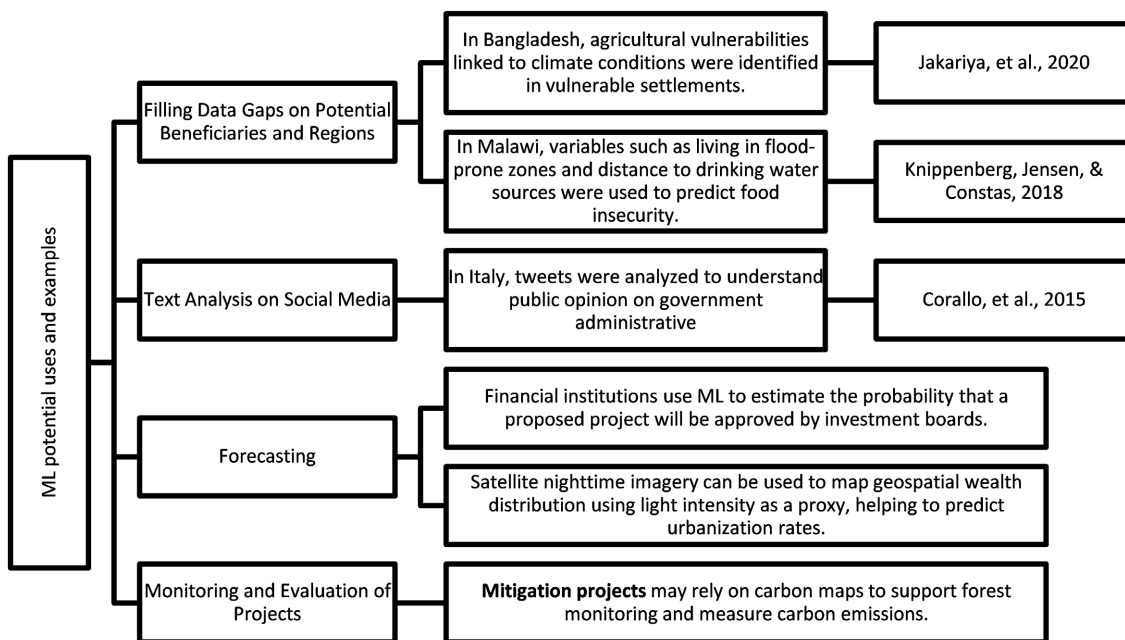 ML potential uses and examples
Filling Data Gaps on Potential
Beneficiaries and Regions
In Bangladesh, agricultural vulnerabilities
linked to climate conditions were identified
in vulnerable settlements.
Jakariya, et al., 2020
In Malawi, variables such as living in flood-
prone zones and distance to drinking water
sources were used to predict food
insecurity.
Knippenberg, Jensen, &
Constas, 2018
Text Analysis on Social Media
In Italy, tweets were analyzed to understand
public opinion on government
administrative
Corallo, et al., 2015
Forecasting
Financial institutions use ML to estimate the probability that a
proposed project will be approved by investment boards.
Satellite nighttime imagery can be used to map geospatial wealth
distribution using light intensity as a proxy, helping to predict
urbanization rates.
Monitoring and Evaluation of
Projects
Mitigation projects may rely on carbon maps to support forest
monitoring and measure carbon emissions.